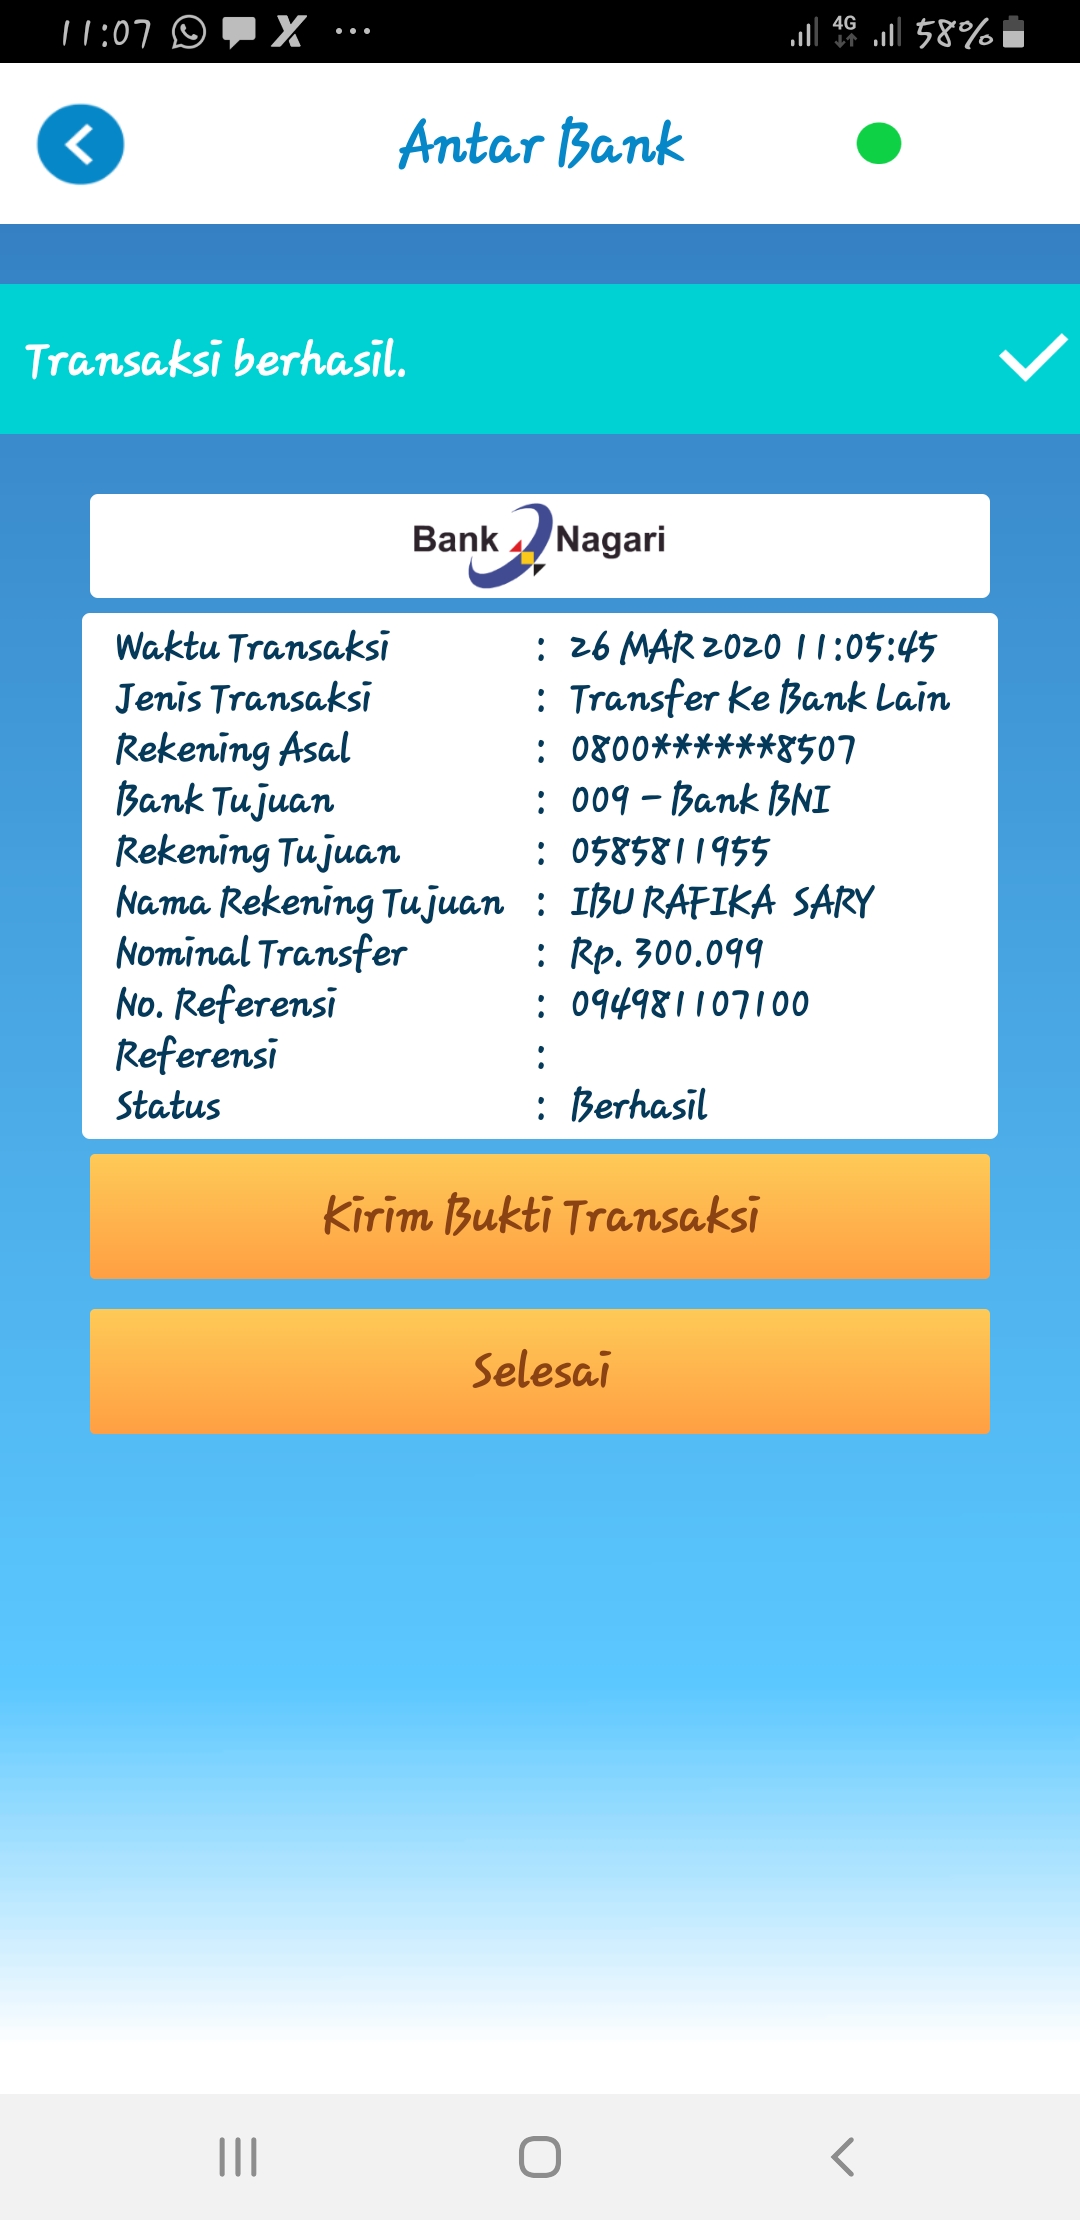 11:07 ... 4G 58%
Antar Bank
Transaksi berhasil.
Bank Nagari
Waktu Transaksi : 26 MAR 2020 11:05:45
Jenis Transaksi : Transfer Ke Bank Lain
Rekening Asal : 0800******8507
Bank Tujuan : 009 - Bank BNI
Rekening Tujuan : 0585811955
Nama Rekening Tujuan : IBU RAFIKA SARY
Nominal Transfer : Rp. 300.099
No. Referensi : 094981107100
Referensi :
Status : Berhasil
Kirim Bukti Transaksi
Selesai